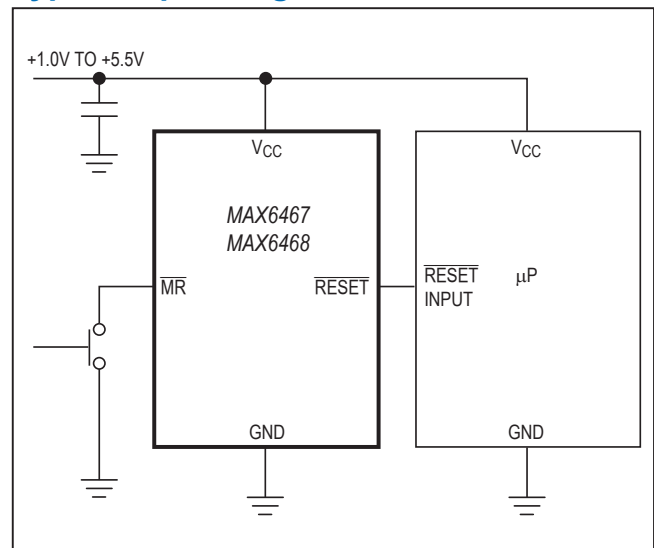 +1.0V TO +5.5V
VCC
VCC
MAX6467
MAX6468
MR
RESET
RESET
INPUT
µP
GND
GND